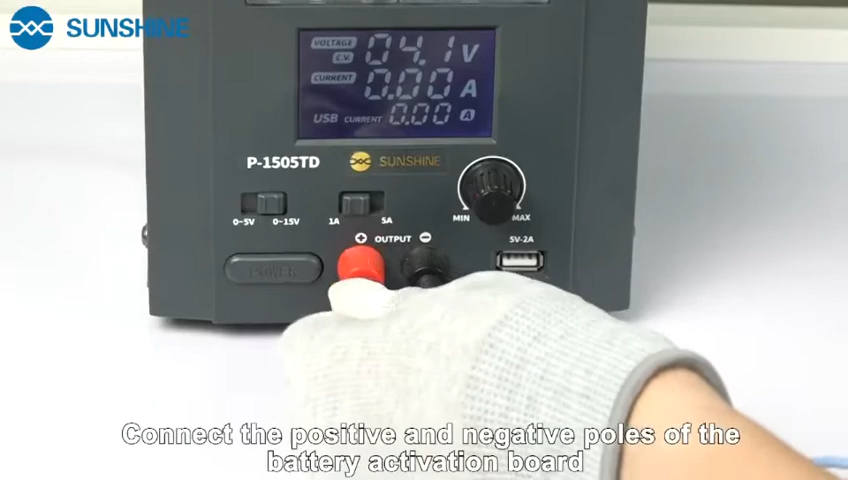 SUNSHINE
VOLTAGE 04.1 V
C.V.
CURRENT 0.00 A
USB CURRENT 0.00 A
P-1505TD SUNSHINE
0~5V 0~15V 1A 5A MIN MAX
+ OUTPUT − 5V-2A
POWER
Connect the positive and negative poles of the
battery activation board